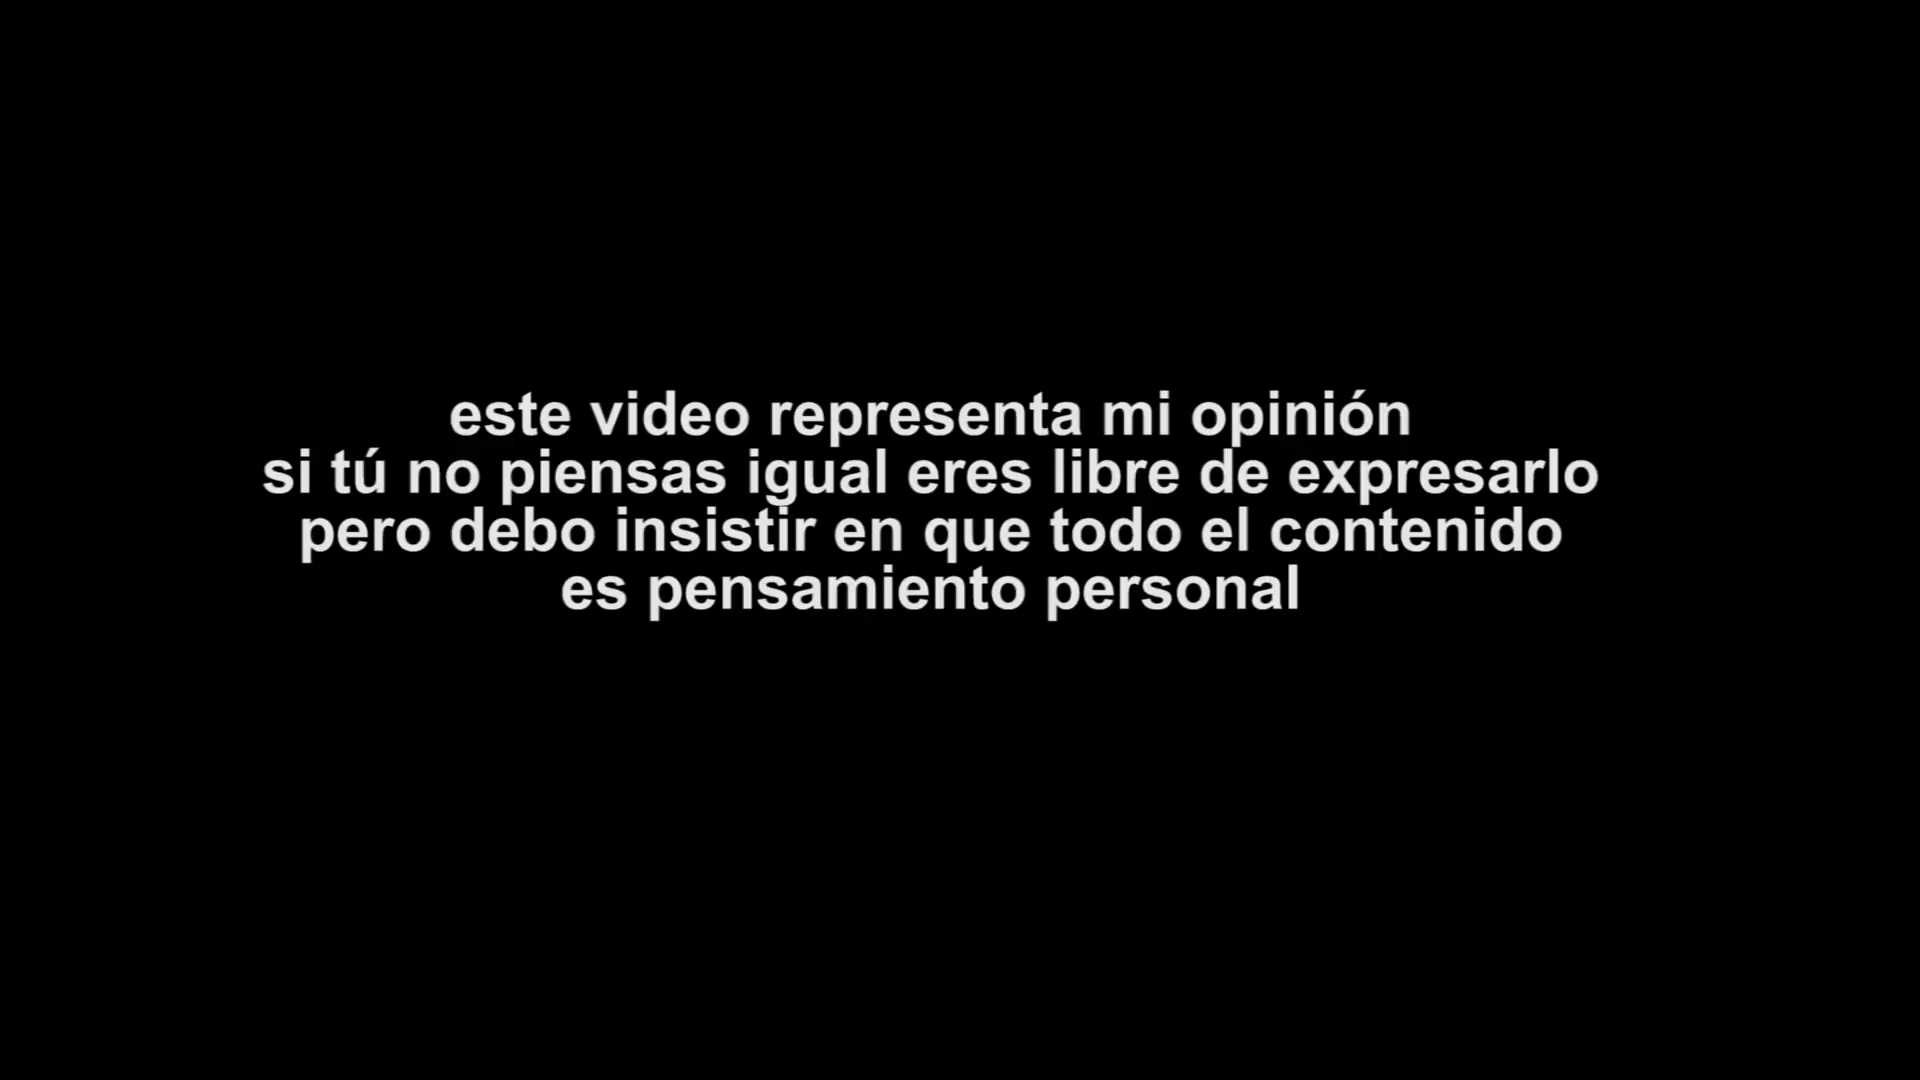 este video representa mi opinión
si tú no piensas igual eres libre de expresarlo
pero debo insistir en que todo el contenido
es pensamiento personal